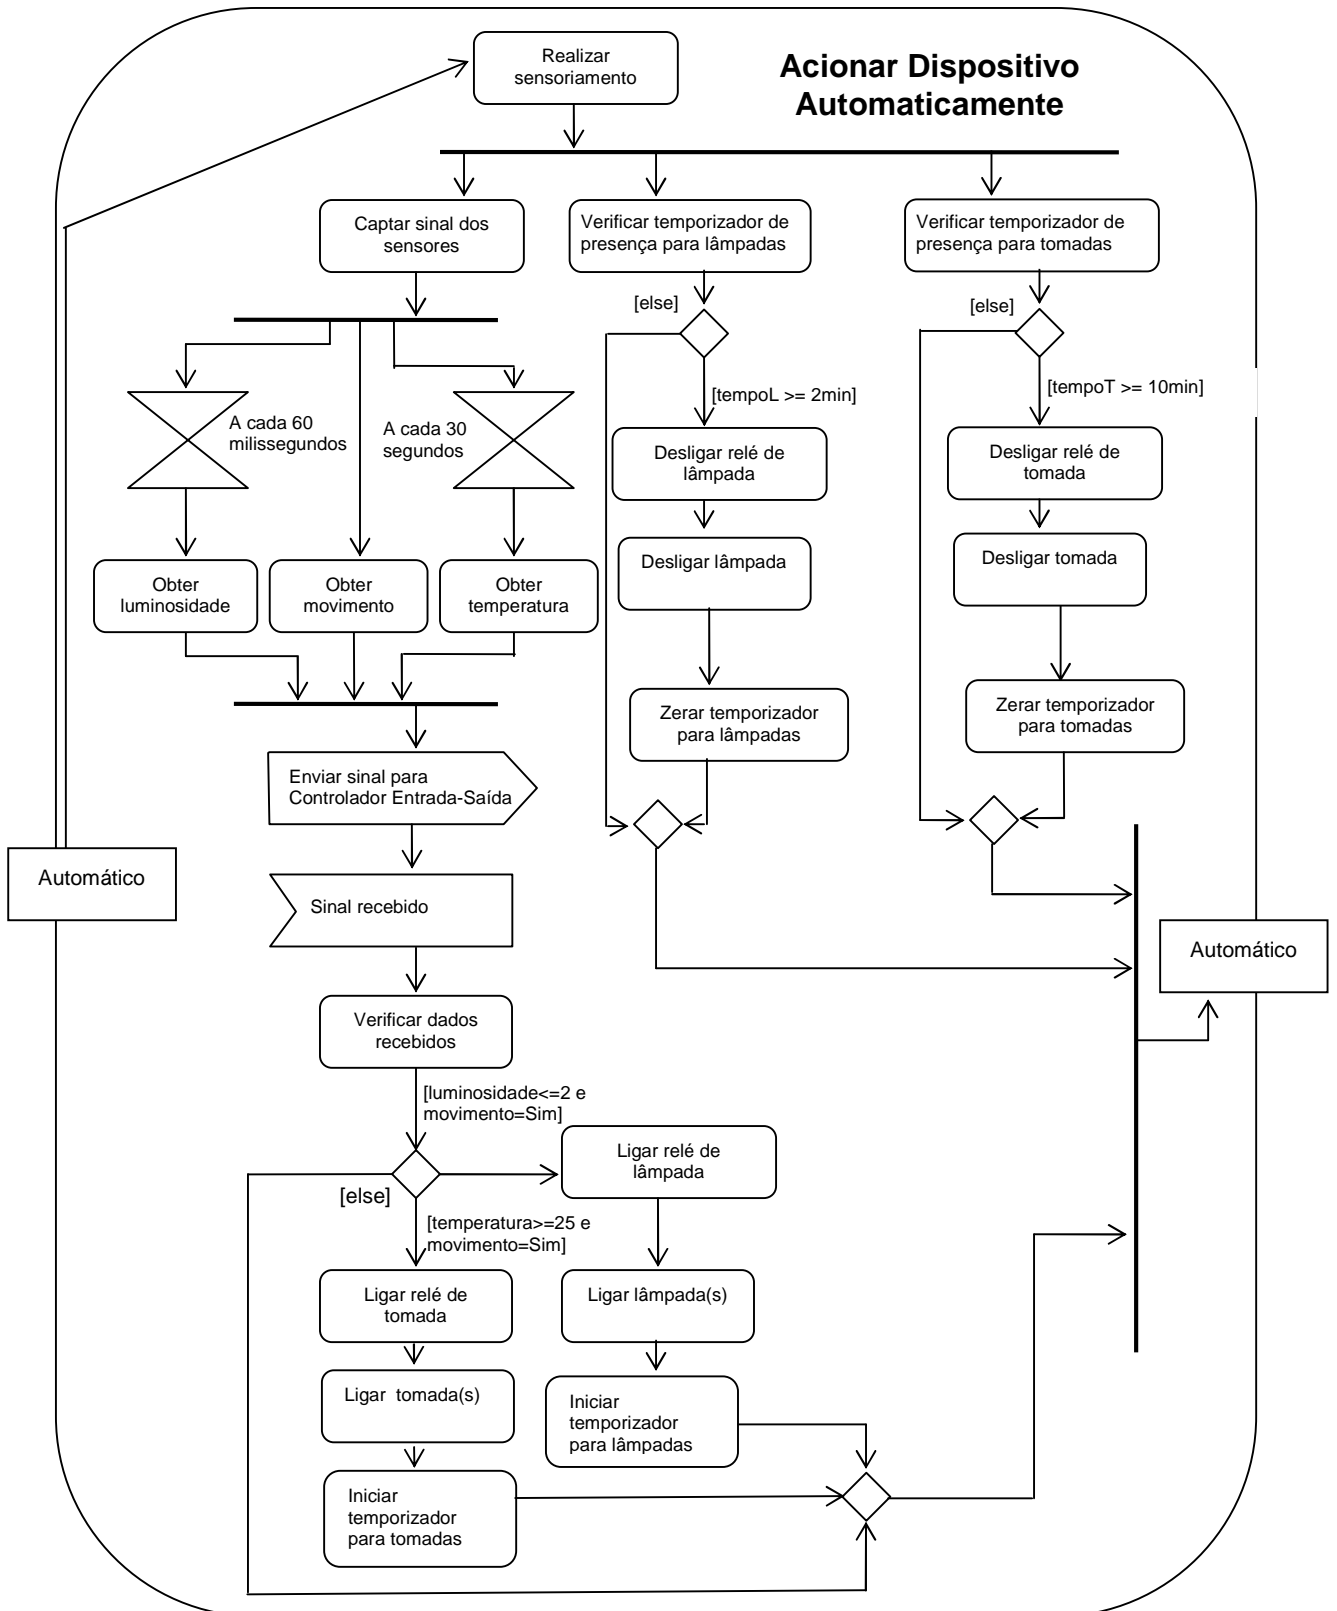 Realizar
sensoriamento
Acionar Dispositivo
Automaticamente
Captar sinal dos
sensores
Verificar temporizador de
presença para lâmpadas
Verificar temporizador de
presença para tomadas
[else]
[else]
[tempoL >= 2min]
[tempoT >= 10min]
A cada 60
milissegundos
A cada 30
segundos
Desligar relé de
lâmpada
Desligar relé de
tomada
Desligar lâmpada
Desligar tomada
Obter
luminosidade
Obter
movimento
Obter
temperatura
Zerar temporizador
para lâmpadas
Zerar temporizador
para tomadas
Enviar sinal para
Controlador Entrada-Saída
Automático
Sinal recebido
Automático
Verificar dados
recebidos
[luminosidade<=2 e
movimento=Sim]
Ligar relé de
lâmpada
[else]
[temperatura>=25 e
movimento=Sim]
Ligar relé de
tomada
Ligar lâmpada(s)
Ligar  tomada(s)
Iniciar
temporizador
para lâmpadas
Iniciar
temporizador
para tomadas